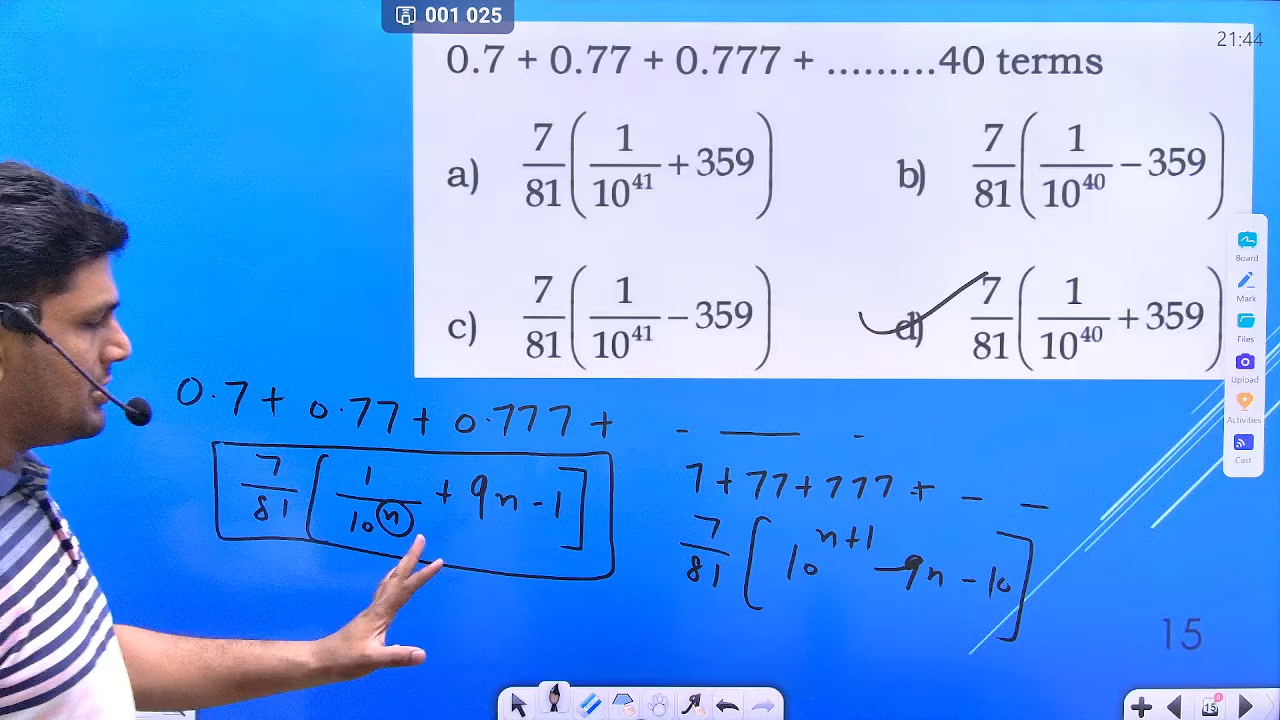 001 025
21:44
0.7 + 0.77 + 0.777 + .........40 terms
a) 7/81 (1/10^41 + 359)
b) 7/81 (1/10^40 − 359)
c) 7/81 (1/10^41 − 359)
d) 7/81 (1/10^40 + 359)
0.7 + 0.77 + 0.777 + - — -
7/81 [1/10^n + 9n - 1]
7 + 77 + 777 + - -
7/81 [10^(n+1) - 9n - 10]
Board
Mark
Files
Upload
Activities
Cast
15
15